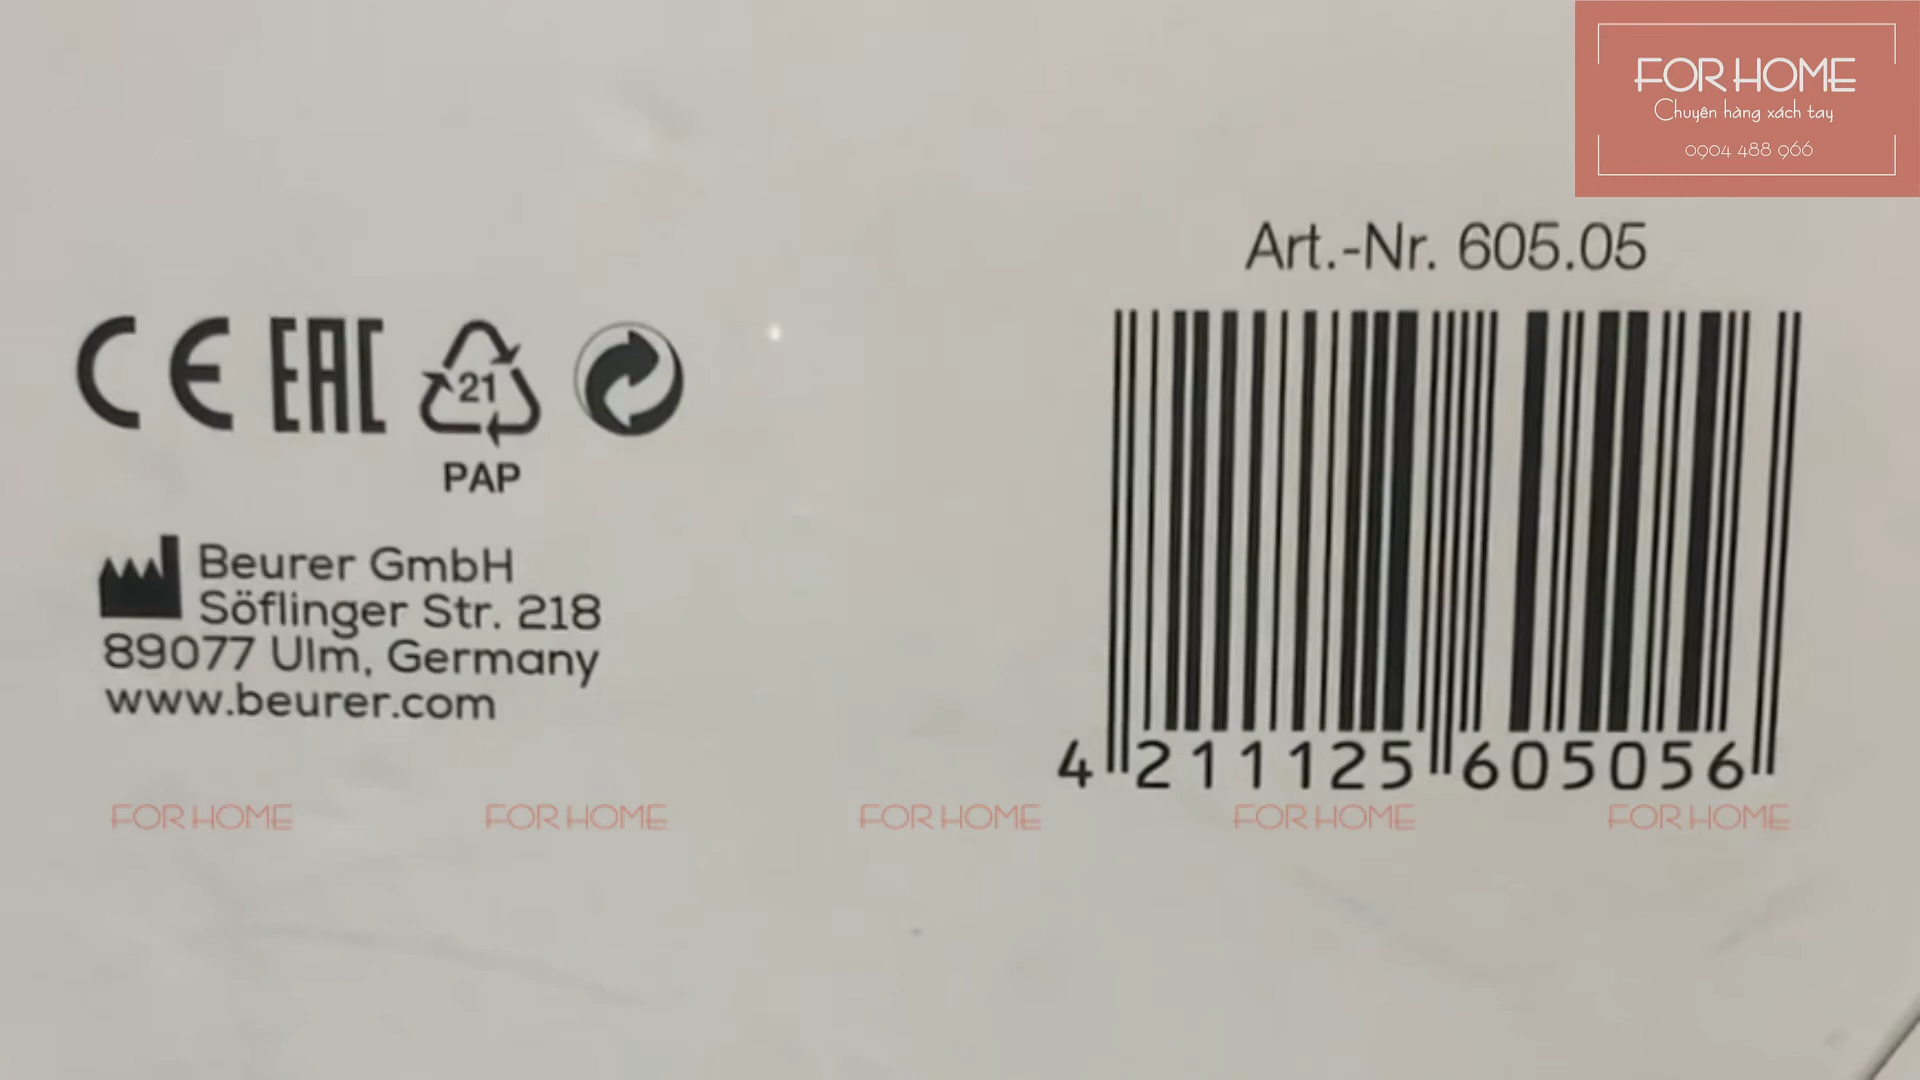 FOR HOME
Chuyên hàng xách tay
0904 488 966
Art.-Nr. 605.05
CE EAC
21
PAP
Beurer GmbH
Söflinger Str. 218
89077 Ulm, Germany
www.beurer.com
4 211125 605056
FOR HOME FOR HOME FOR HOME FOR HOME FOR HOME